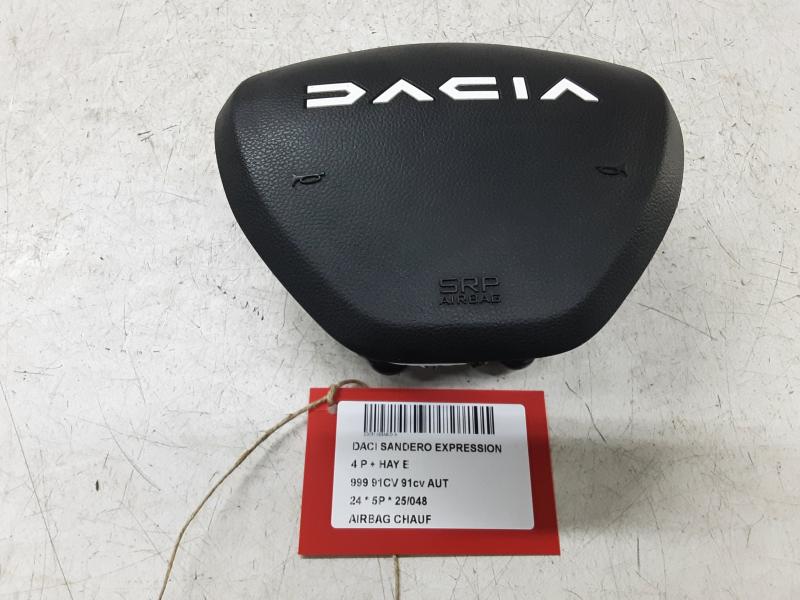 DACIA
SRP
AIRBAG
DACI SANDERO EXPRESSION
4 P + HAY E
999 91CV 91cv AUT
24 * 5P * 25/048
AIRBAG CHAUF